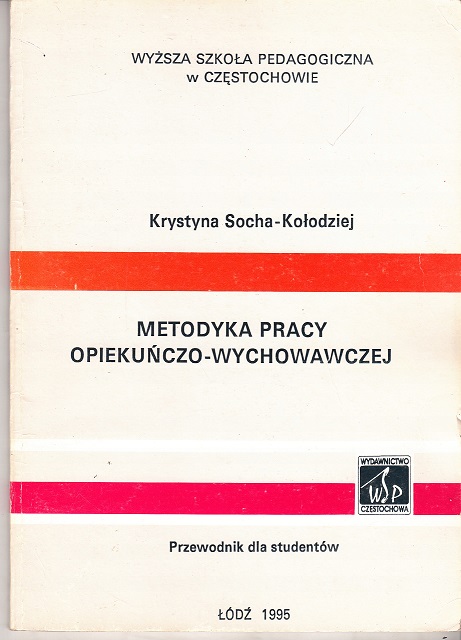 WYŻSZA SZKOŁA PEDAGOGICZNA
w CZĘSTOCHOWIE
Krystyna Socha-Kołodziej
METODYKA PRACY
OPIEKUŃCZO-WYCHOWAWCZEJ
WYDAWNICTWO
WSP
CZĘSTOCHOWA
Przewodnik dla studentów
ŁÓDŹ 1995